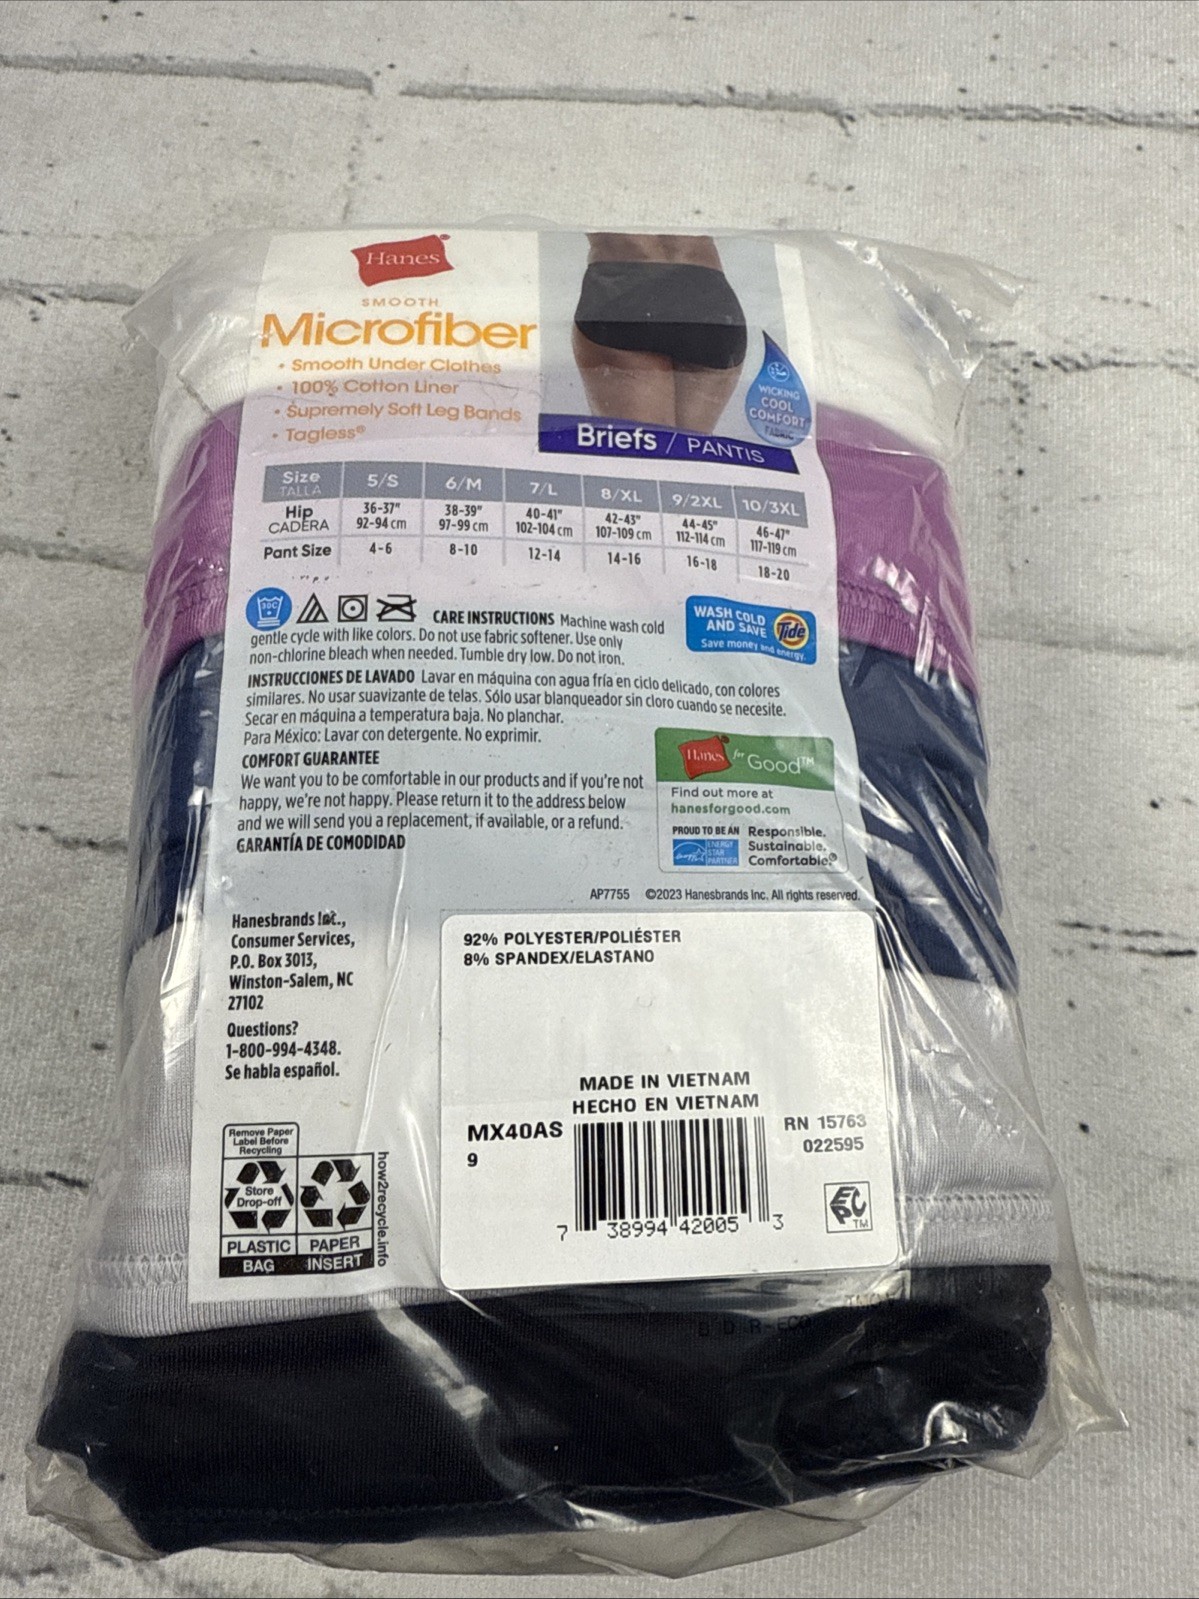 Hanes®
SMOOTH
Microfiber
• Smooth Under Clothes
• 100% Cotton Liner
• Supremely Soft Leg Bands
• Tagless®
WICKING
COOL
COMFORT
FABRIC
Briefs / PANTIS
Size 5/S 6/M 7/L 8/XL 9/2XL 10/3XL
TALLA
Hip 36-37" 38-39" 40-41" 42-43" 44-45" 46-47"
CADERA 92-94 cm 97-99 cm 102-104 cm 107-109 cm 112-114 cm 117-119 cm
Pant Size 4-6 8-10 12-14 14-16 16-18 18-20
30C
CARE INSTRUCTIONS Machine wash cold
gentle cycle with like colors. Do not use fabric softener. Use only
non-chlorine bleach when needed. Tumble dry low. Do not iron.
WASH COLD
AND SAVE
Tide
Save money and energy.
INSTRUCCIONES DE LAVADO Lavar en máquina con agua fría en ciclo delicado, con colores
similares. No usar suavizante de telas. Sólo usar blanqueador sin cloro cuando se necesite.
Secar en máquina a temperatura baja. No planchar.
Para México: Lavar con detergente. No exprimir.
COMFORT GUARANTEE
We want you to be comfortable in our products and if you're not
happy, we're not happy. Please return it to the address below
and we will send you a replacement, if available, or a refund.
GARANTÍA DE COMODIDAD
Hanes for Good™
Find out more at
hanesforgood.com
PROUD TO BE AN
ENERGY
STAR
PARTNER
Responsible.
Sustainable.
Comfortable.®
AP7755 ©2023 Hanesbrands Inc. All rights reserved.
Hanesbrands Inc.,
Consumer Services,
P.O. Box 3013,
Winston-Salem, NC
27102
Questions?
1-800-994-4348.
Se habla español.
92% POLYESTER/POLIÉSTER
8% SPANDEX/ELASTANO
MADE IN VIETNAM
HECHO EN VIETNAM
MX40AS
9
RN 15763
022595
7 38994 42005 3
EPC
TM
Remove Paper
Label Before
Recycling
Store
Drop-off
PLASTIC
BAG
PAPER
INSERT
how2recycle.info